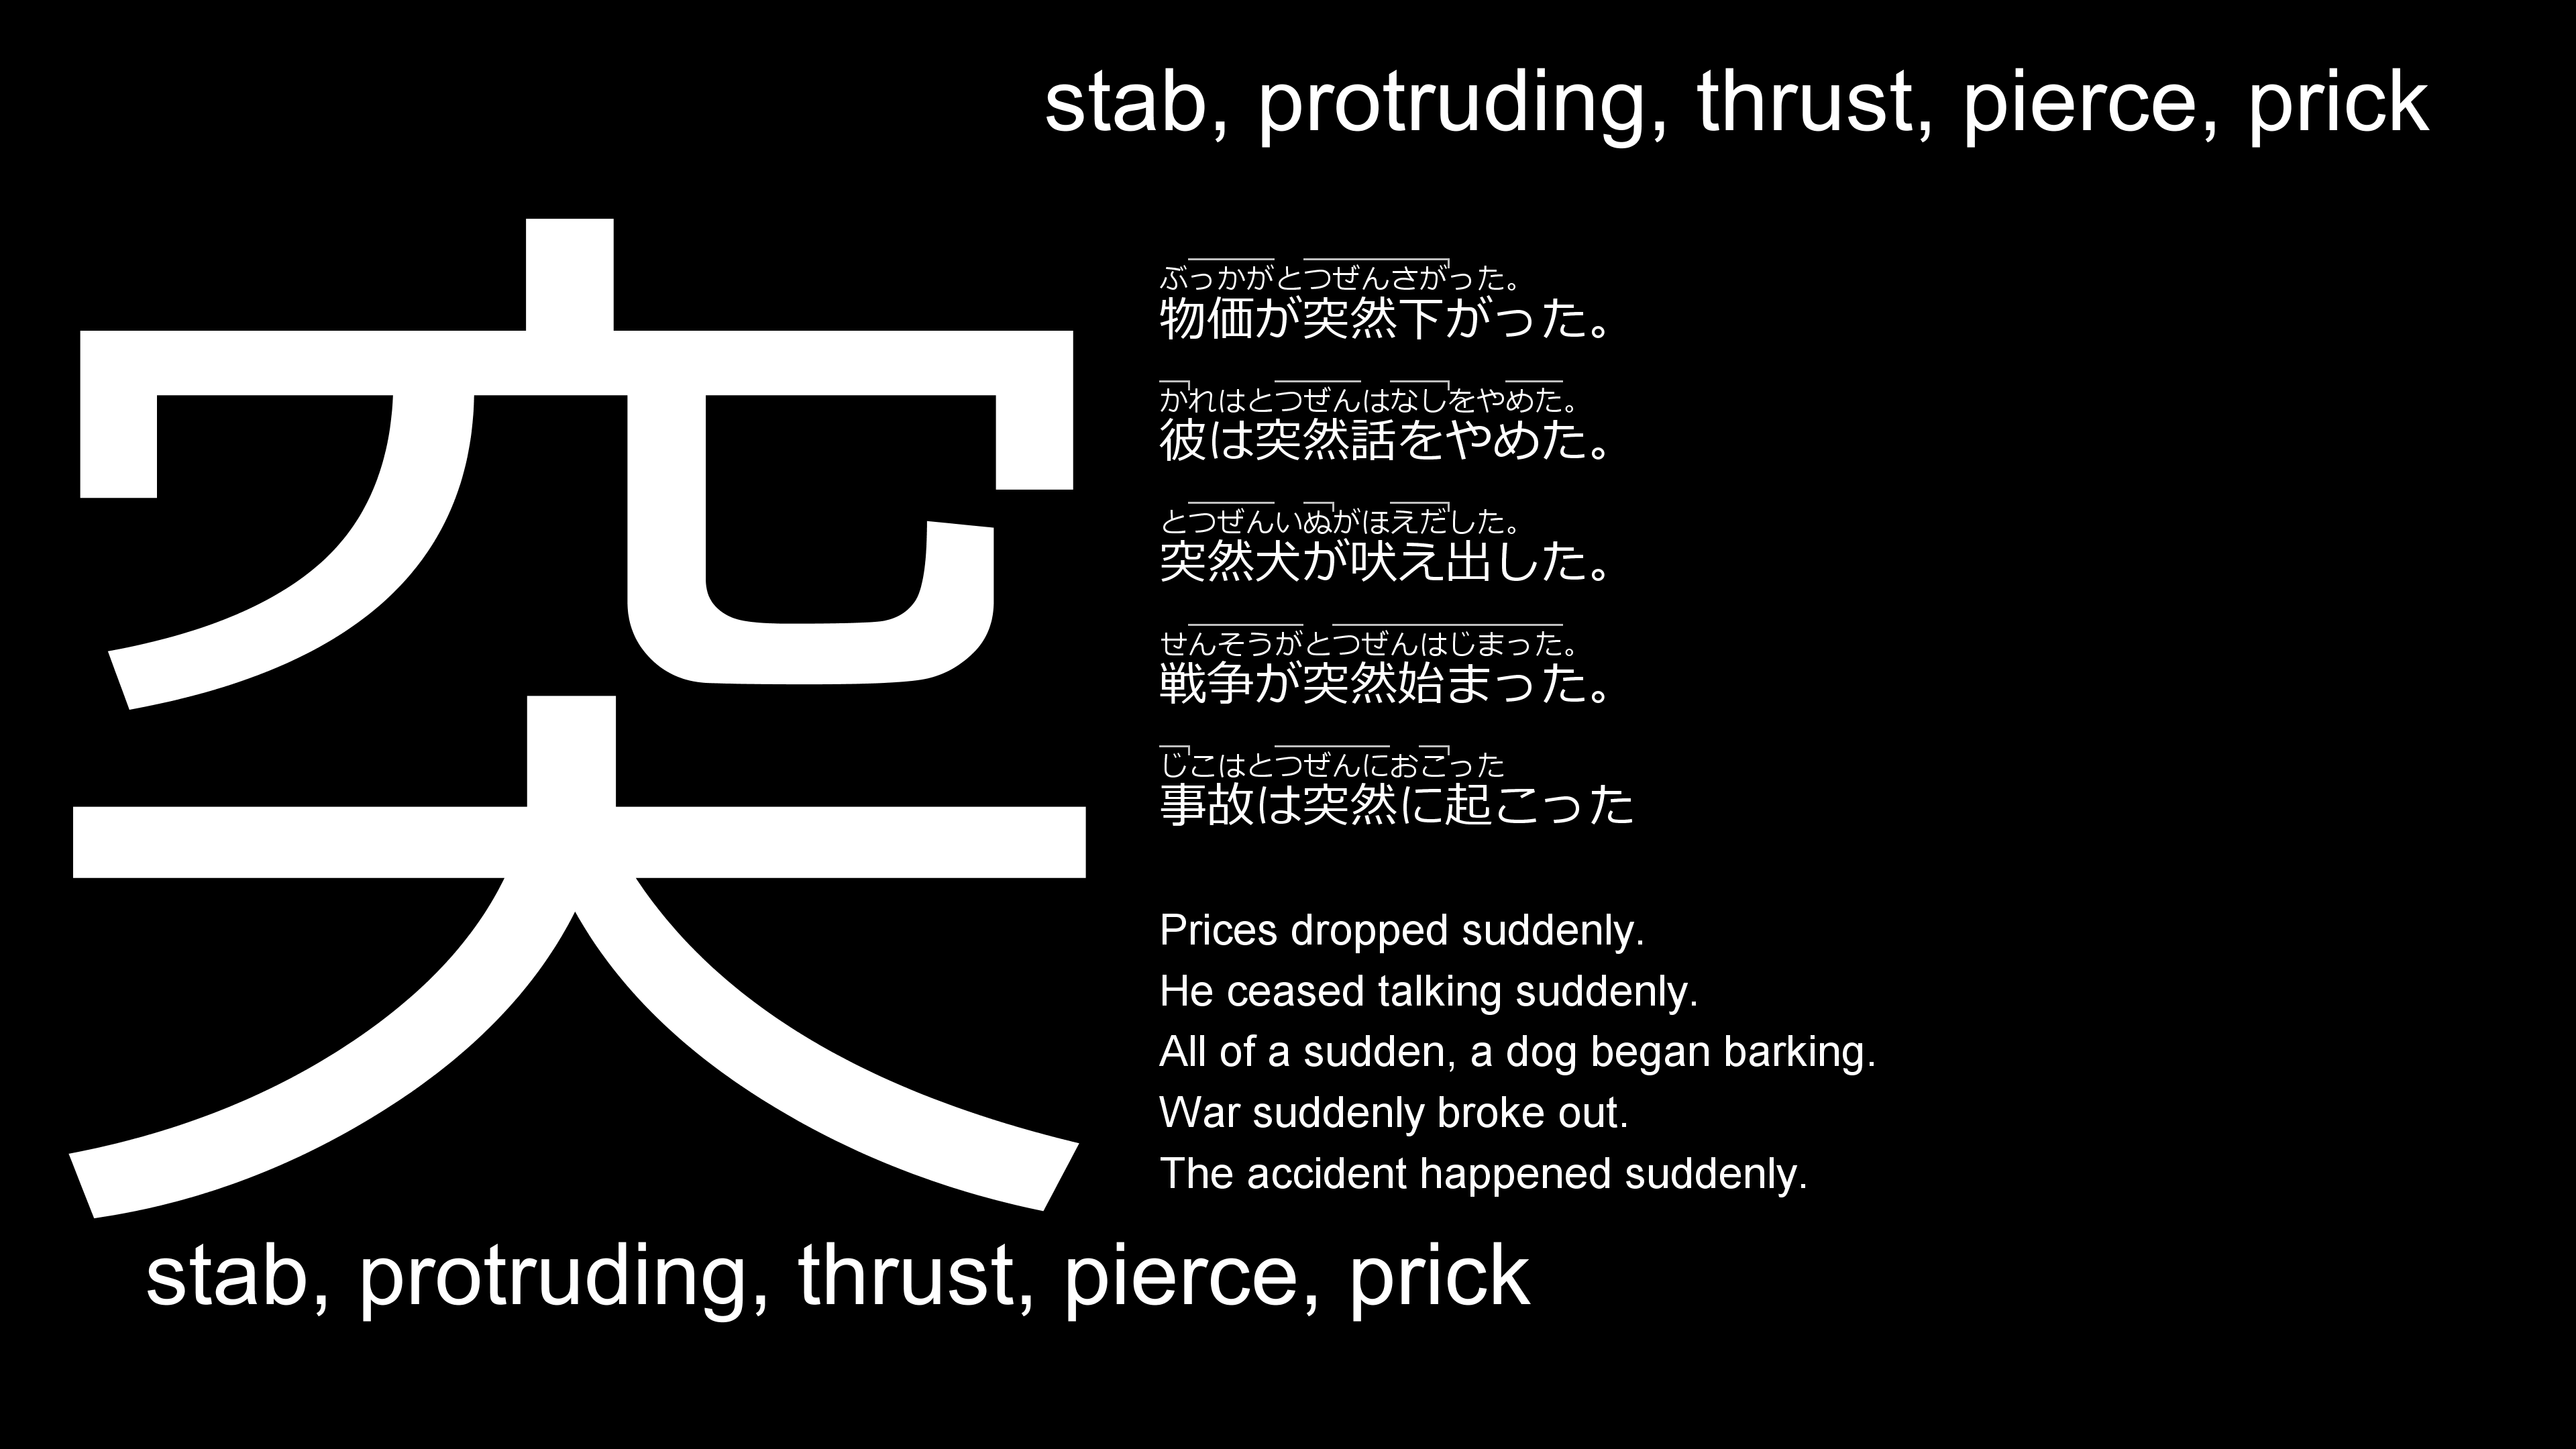 stab, protruding, thrust, pierce, prick
突
ぶっかがとつぜんさがった。
物価が突然下がった。
かれはとつぜんはなしをやめた。
彼は突然話をやめた。
とつぜんいぬがほえだした。
突然犬が吠え出した。
せんそうがとつぜんはじまった。
戦争が突然始まった。
じこはとつぜんにおこった
事故は突然に起こった
Prices dropped suddenly.
He ceased talking suddenly.
All of a sudden, a dog began barking.
War suddenly broke out.
The accident happened suddenly.
stab, protruding, thrust, pierce, prick